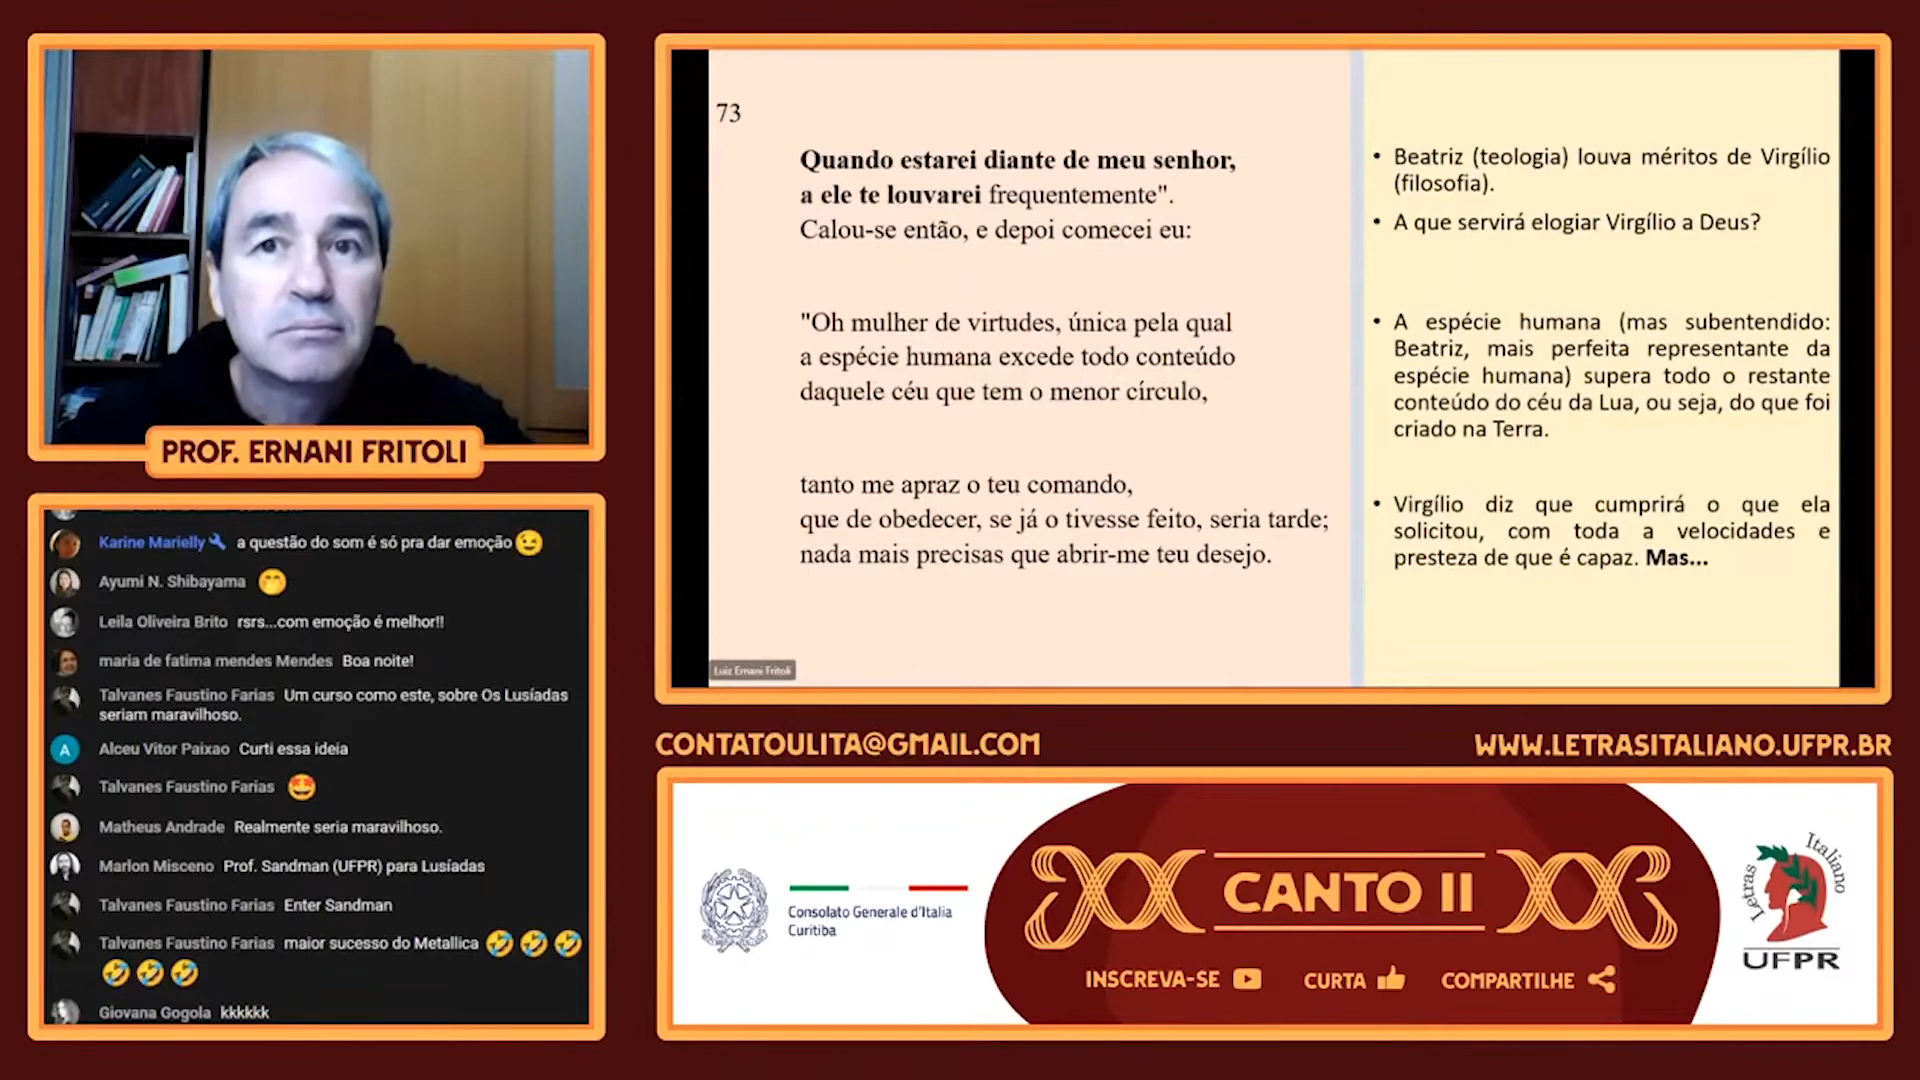 PROF. ERNANI FRITOLI
Karine Marielly a questão do som é só pra dar emoção
Ayumi N. Shibayama
Leila Oliveira Brito rsrs...com emoção é melhor!!
maria de fatima mendes Mendes Boa noite!
Talvanes Faustino Farias Um curso como este, sobre Os Lusíadas
seriam maravilhoso.
A
Alceu Vitor Paixao Curti essa ideia
Talvanes Faustino Farias
Matheus Andrade Realmente seria maravilhoso.
Marlon Misceno Prof. Sandman (UFPR) para Lusíadas
Talvanes Faustino Farias Enter Sandman
Talvanes Faustino Farias maior sucesso do Metallica
Giovana Gogola kkkkkk
73
Quando estarei diante de meu senhor,
a ele te louvarei frequentemente".
Calou-se então, e depois comecei eu:
"Oh mulher de virtudes, única pela qual
a espécie humana excede todo conteúdo
daquele céu que tem o menor círculo,
tanto me apraz o teu comando,
que de obedecer, se já o tivesse feito, seria tarde;
nada mais precisas que abrir-me teu desejo.
Luiz Ernani Fritoli
• Beatriz (teologia) louva méritos de Virgílio
(filosofia).
• A que servirá elogiar Virgílio a Deus?
• A espécie humana (mas subentendido:
Beatriz, mais perfeita representante da
espécie humana) supera todo o restante
conteúdo do céu da Lua, ou seja, do que foi
criado na Terra.
• Virgílio diz que cumprirá o que ela
solicitou, com toda a velocidades e
presteza de que é capaz. Mas...
CONTATOULITA@GMAIL.COM
WWW.LETRASITALIANO.UFPR.BR
Consolato Generale d'Italia
Curitiba
CANTO II
INSCREVA-SE
CURTA
COMPARTILHE
Letras Italiano
UFPR